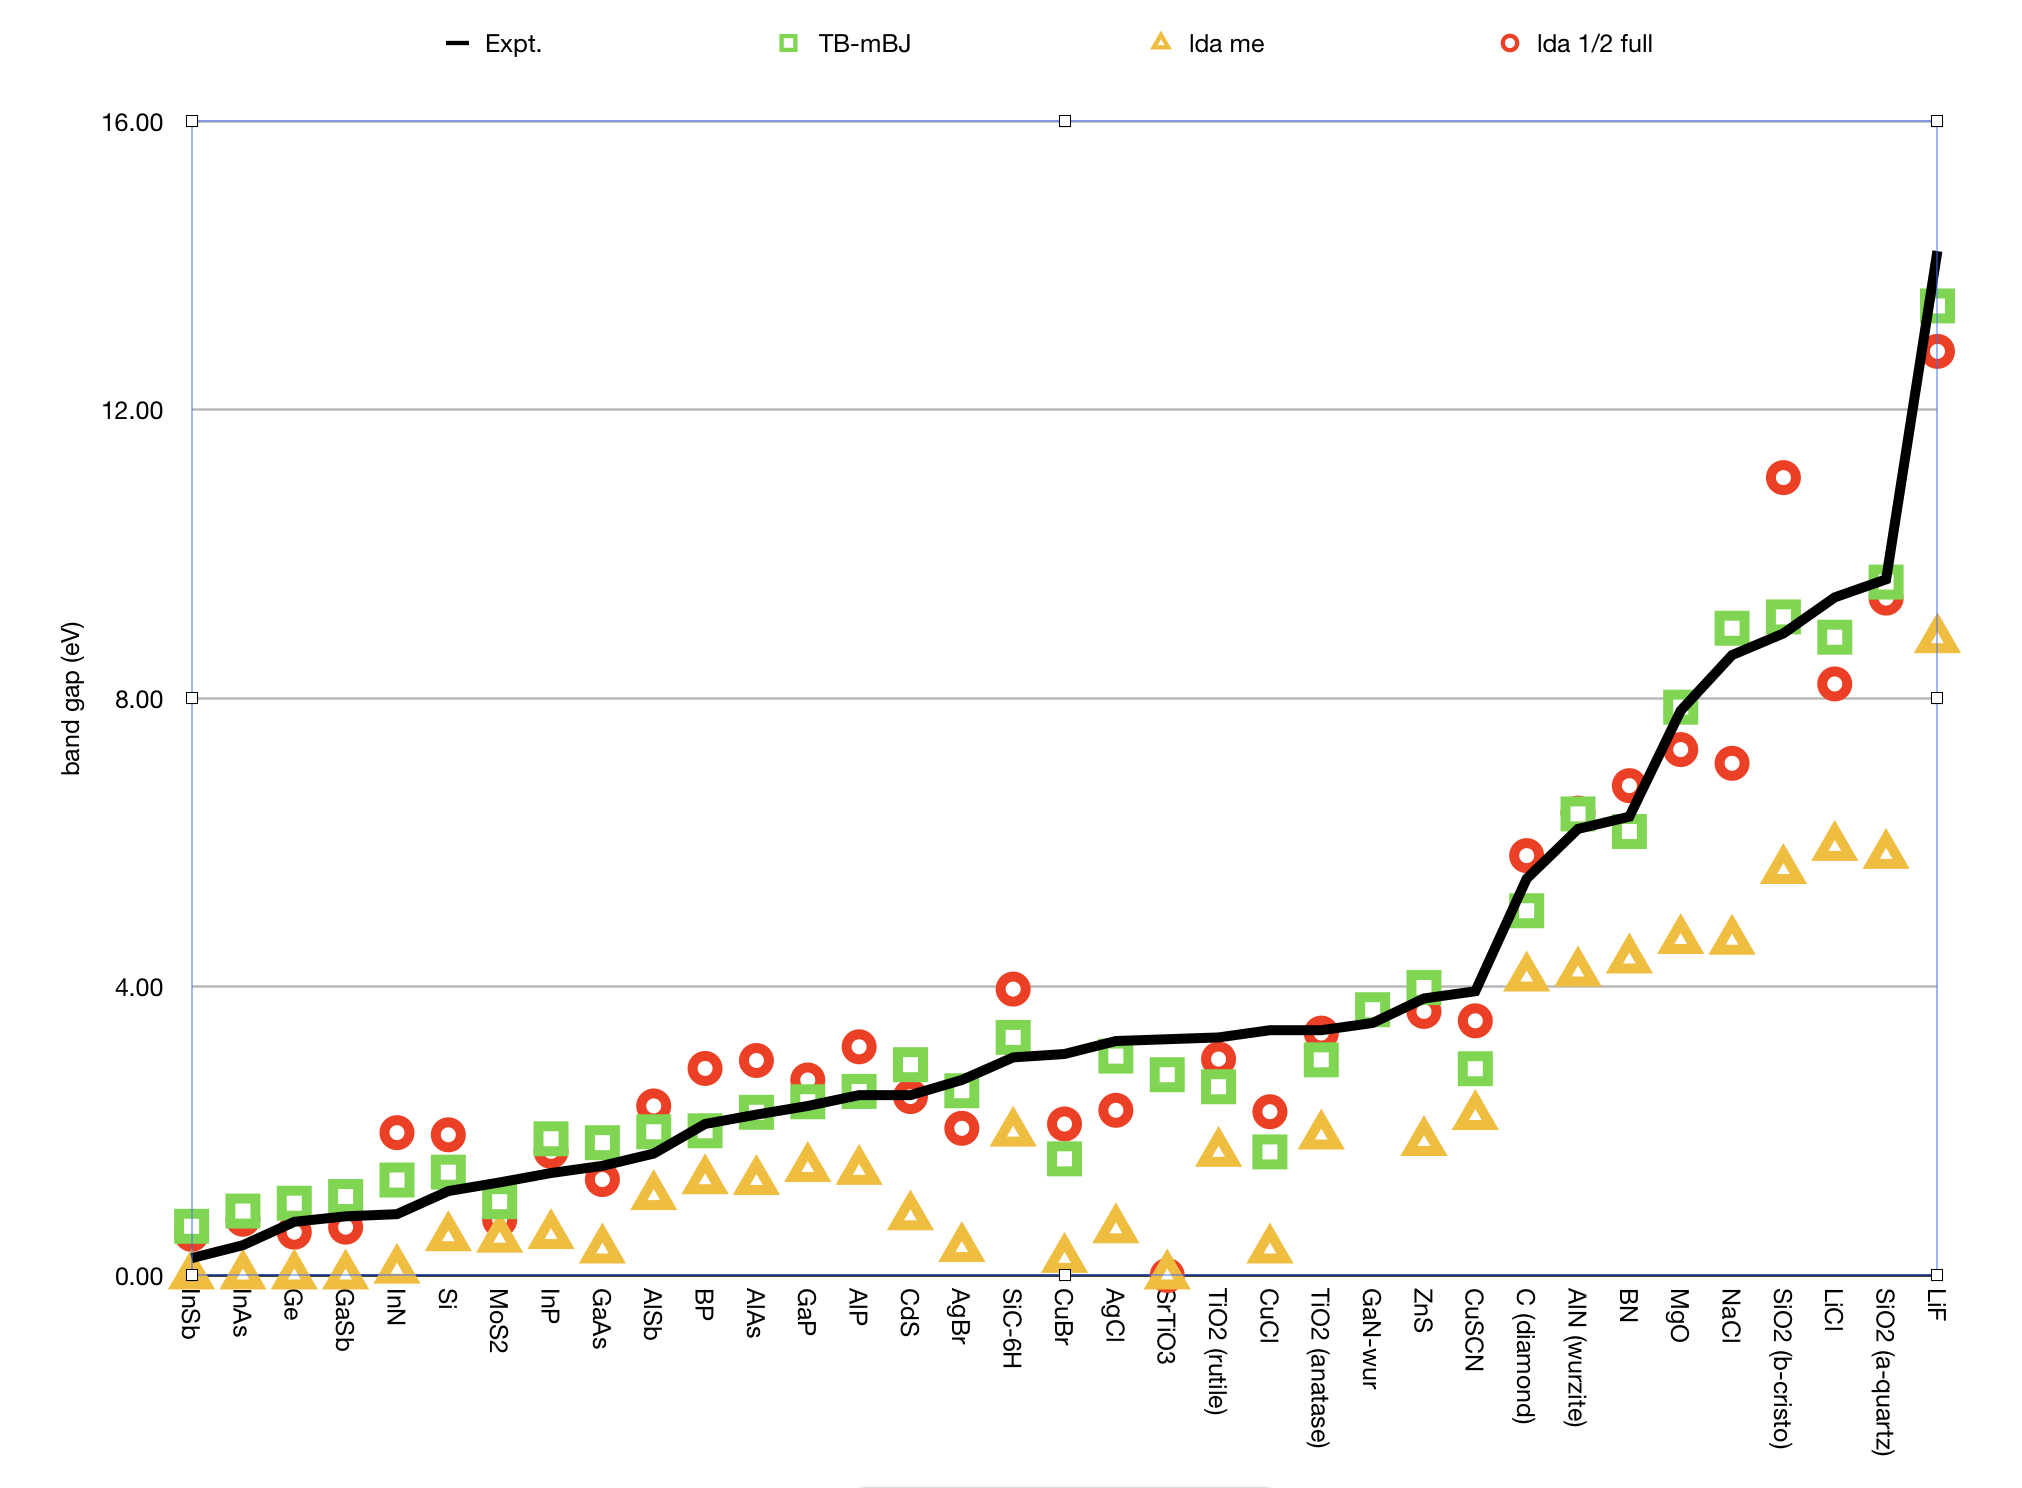 Expt.
TB-mBJ
lda me
lda 1/2 full
16.00
12.00
8.00
4.00
0.00
band gap (eV)
InSb
InAs
Ge
GaSb
InN
Si
MoS2
InP
GaAs
AlSb
BP
AlAs
GaP
AlP
CdS
AgBr
SiC-6H
CuBr
AgCl
SrTiO3
TiO2 (rutile)
CuCl
TiO2 (anatase)
GaN-wur
ZnS
CuSCN
C (diamond)
AlN (wurzite)
BN
MgO
NaCl
SiO2 (b-cristo)
LiCl
SiO2 (a-quartz)
LiF